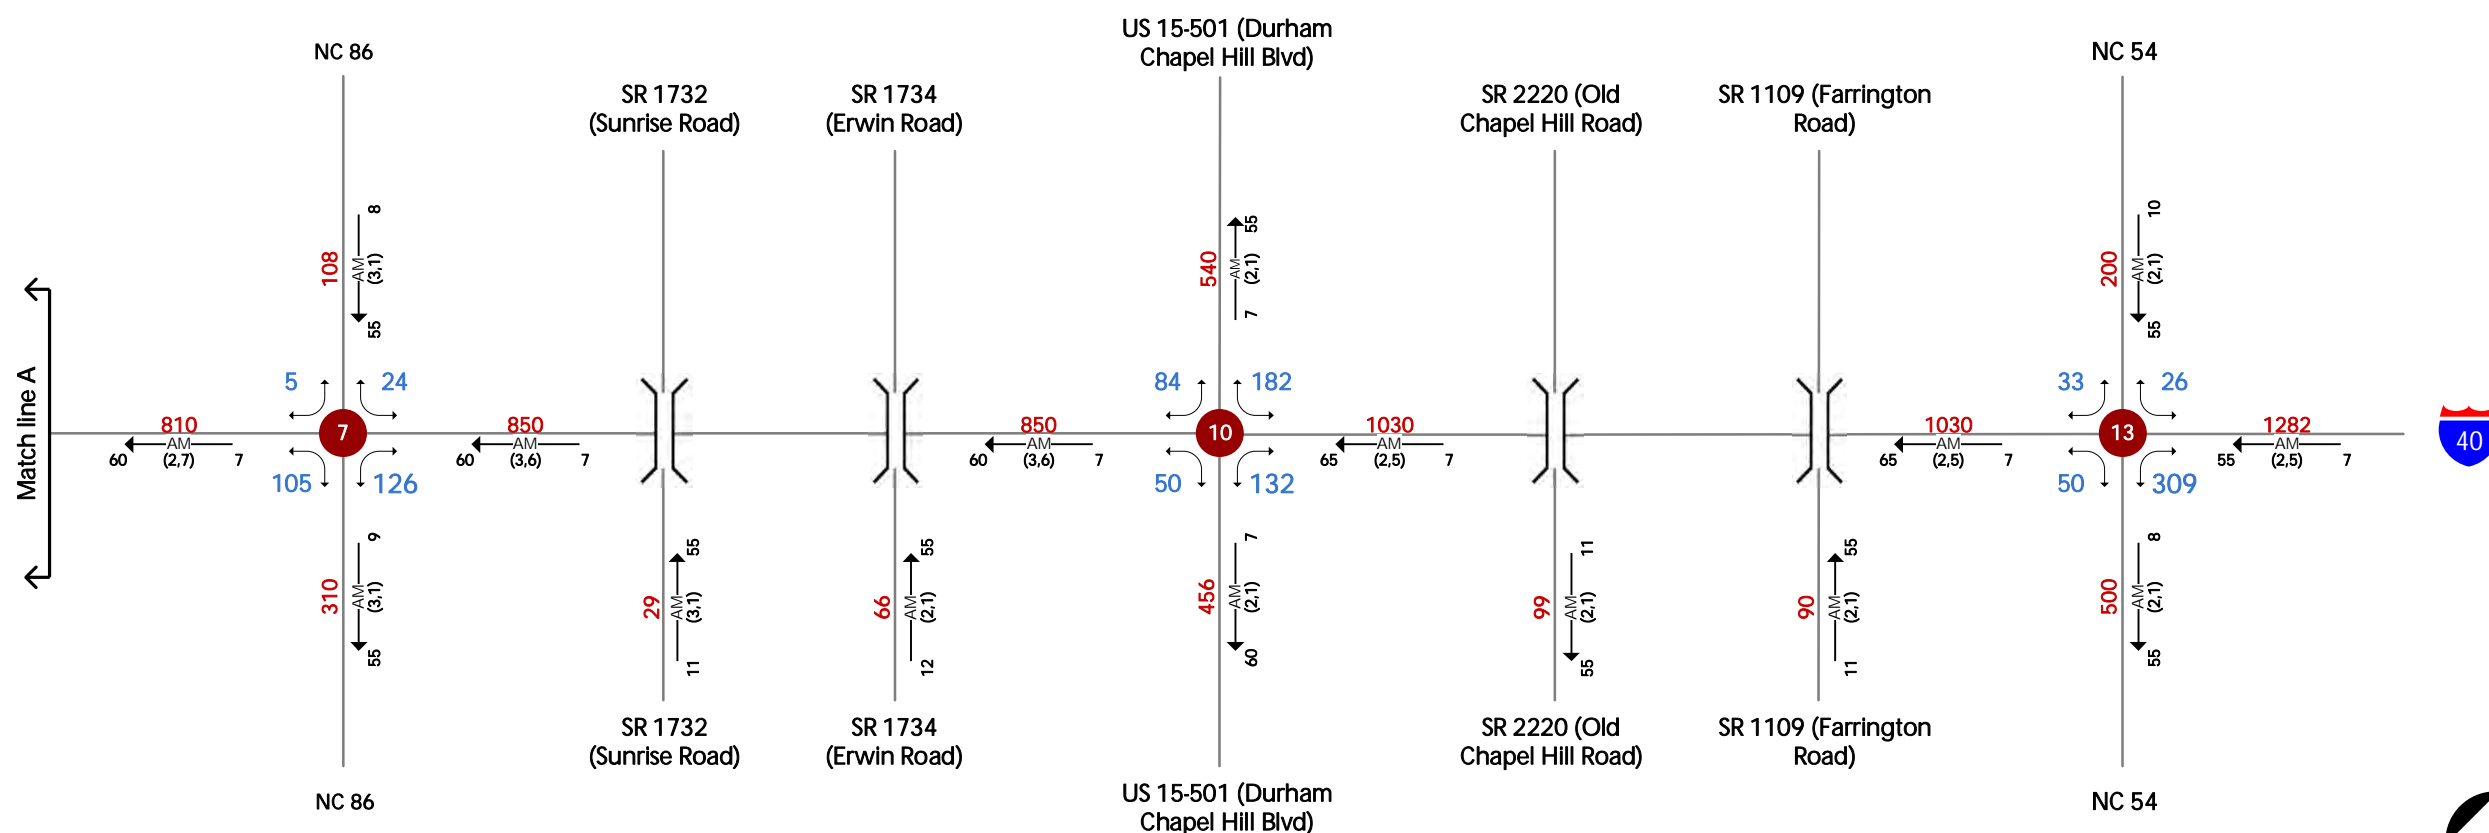 US 15-501 (Durham
Chapel Hill Blvd)
NC 86
NC 54
SR 1732
(Sunrise Road)
SR 1734
(Erwin Road)
SR 2220 (Old
Chapel Hill Road)
SR 1109 (Farrington
Road)
8
108
AM
(3,1)
55
55
540
AM
(2,1)
7
10
200
AM
(2,1)
55
Match line A
5
24
84
182
33
26
810
AM
60
(2,7)
7
7
850
AM
60
(3,6)
7
850
AM
60
(3,6)
7
10
1030
AM
65
(2,5)
7
1030
AM
65
(2,5)
7
13
1282
AM
55
(2,5)
7
40
105
126
50
132
50
309
9
310
AM
(3,1)
55
55
29
AM
(3,1)
11
55
66
AM
(2,1)
12
7
456
AM
(2,1)
60
11
99
AM
(2,1)
55
55
90
AM
(2,1)
11
8
500
AM
(2,1)
55
SR 1732
(Sunrise Road)
SR 1734
(Erwin Road)
SR 2220 (Old
Chapel Hill Road)
SR 1109 (Farrington
Road)
NC 86
US 15-501 (Durham
Chapel Hill Blvd)
NC 54